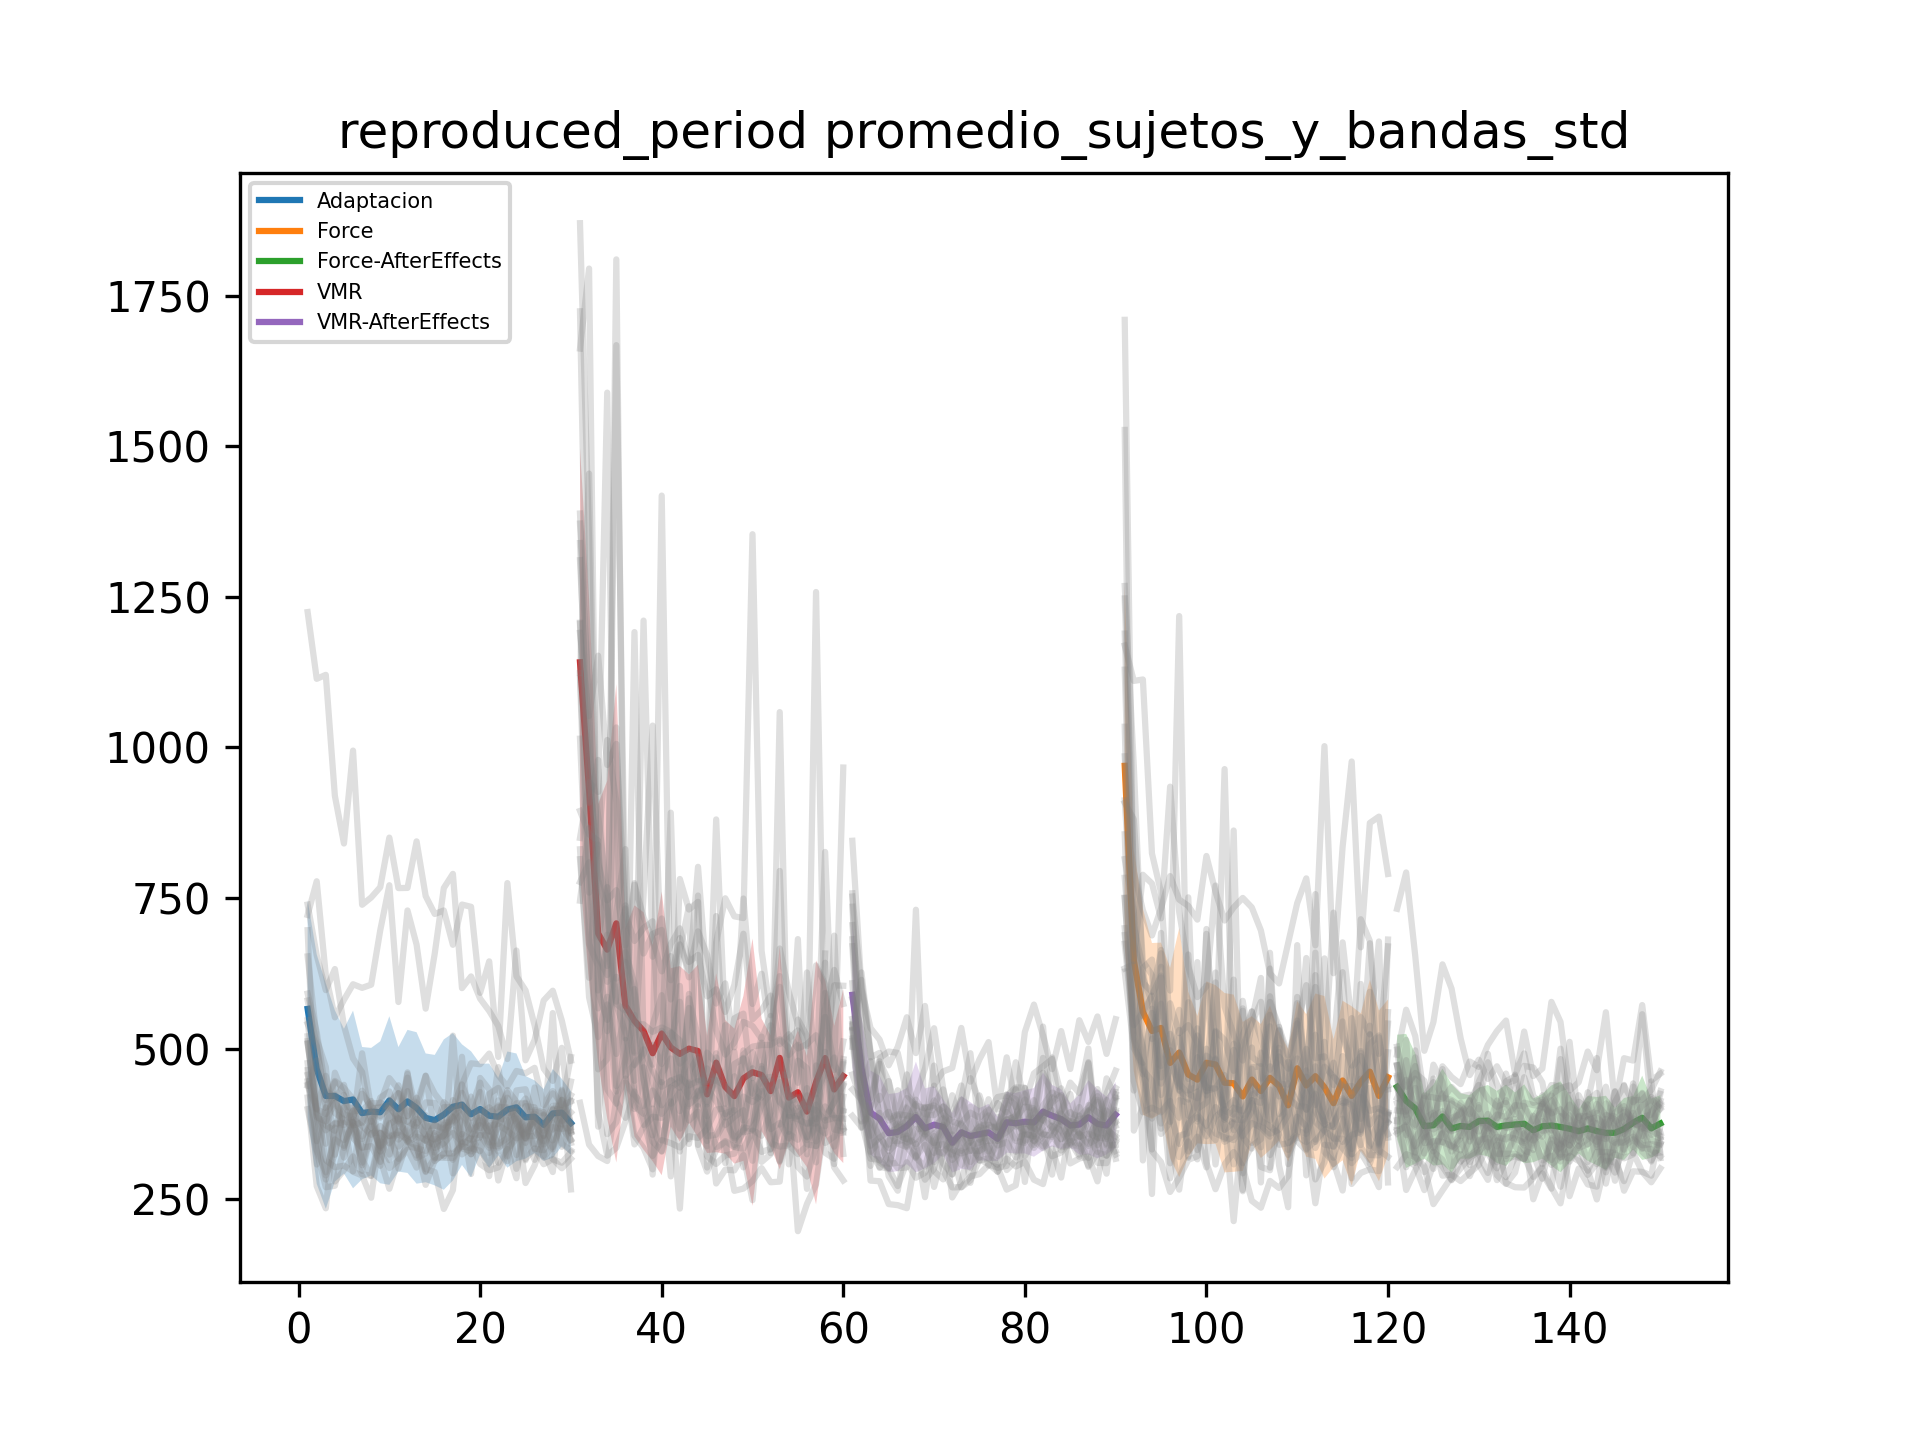 reproduced_period promedio_sujetos_y_bandas_std
Adaptacion
Force
Force-AfterEffects
VMR
VMR-AfterEffects
1750
1500
1250
1000
750
500
250
0 20 40 60 80 100 120 140